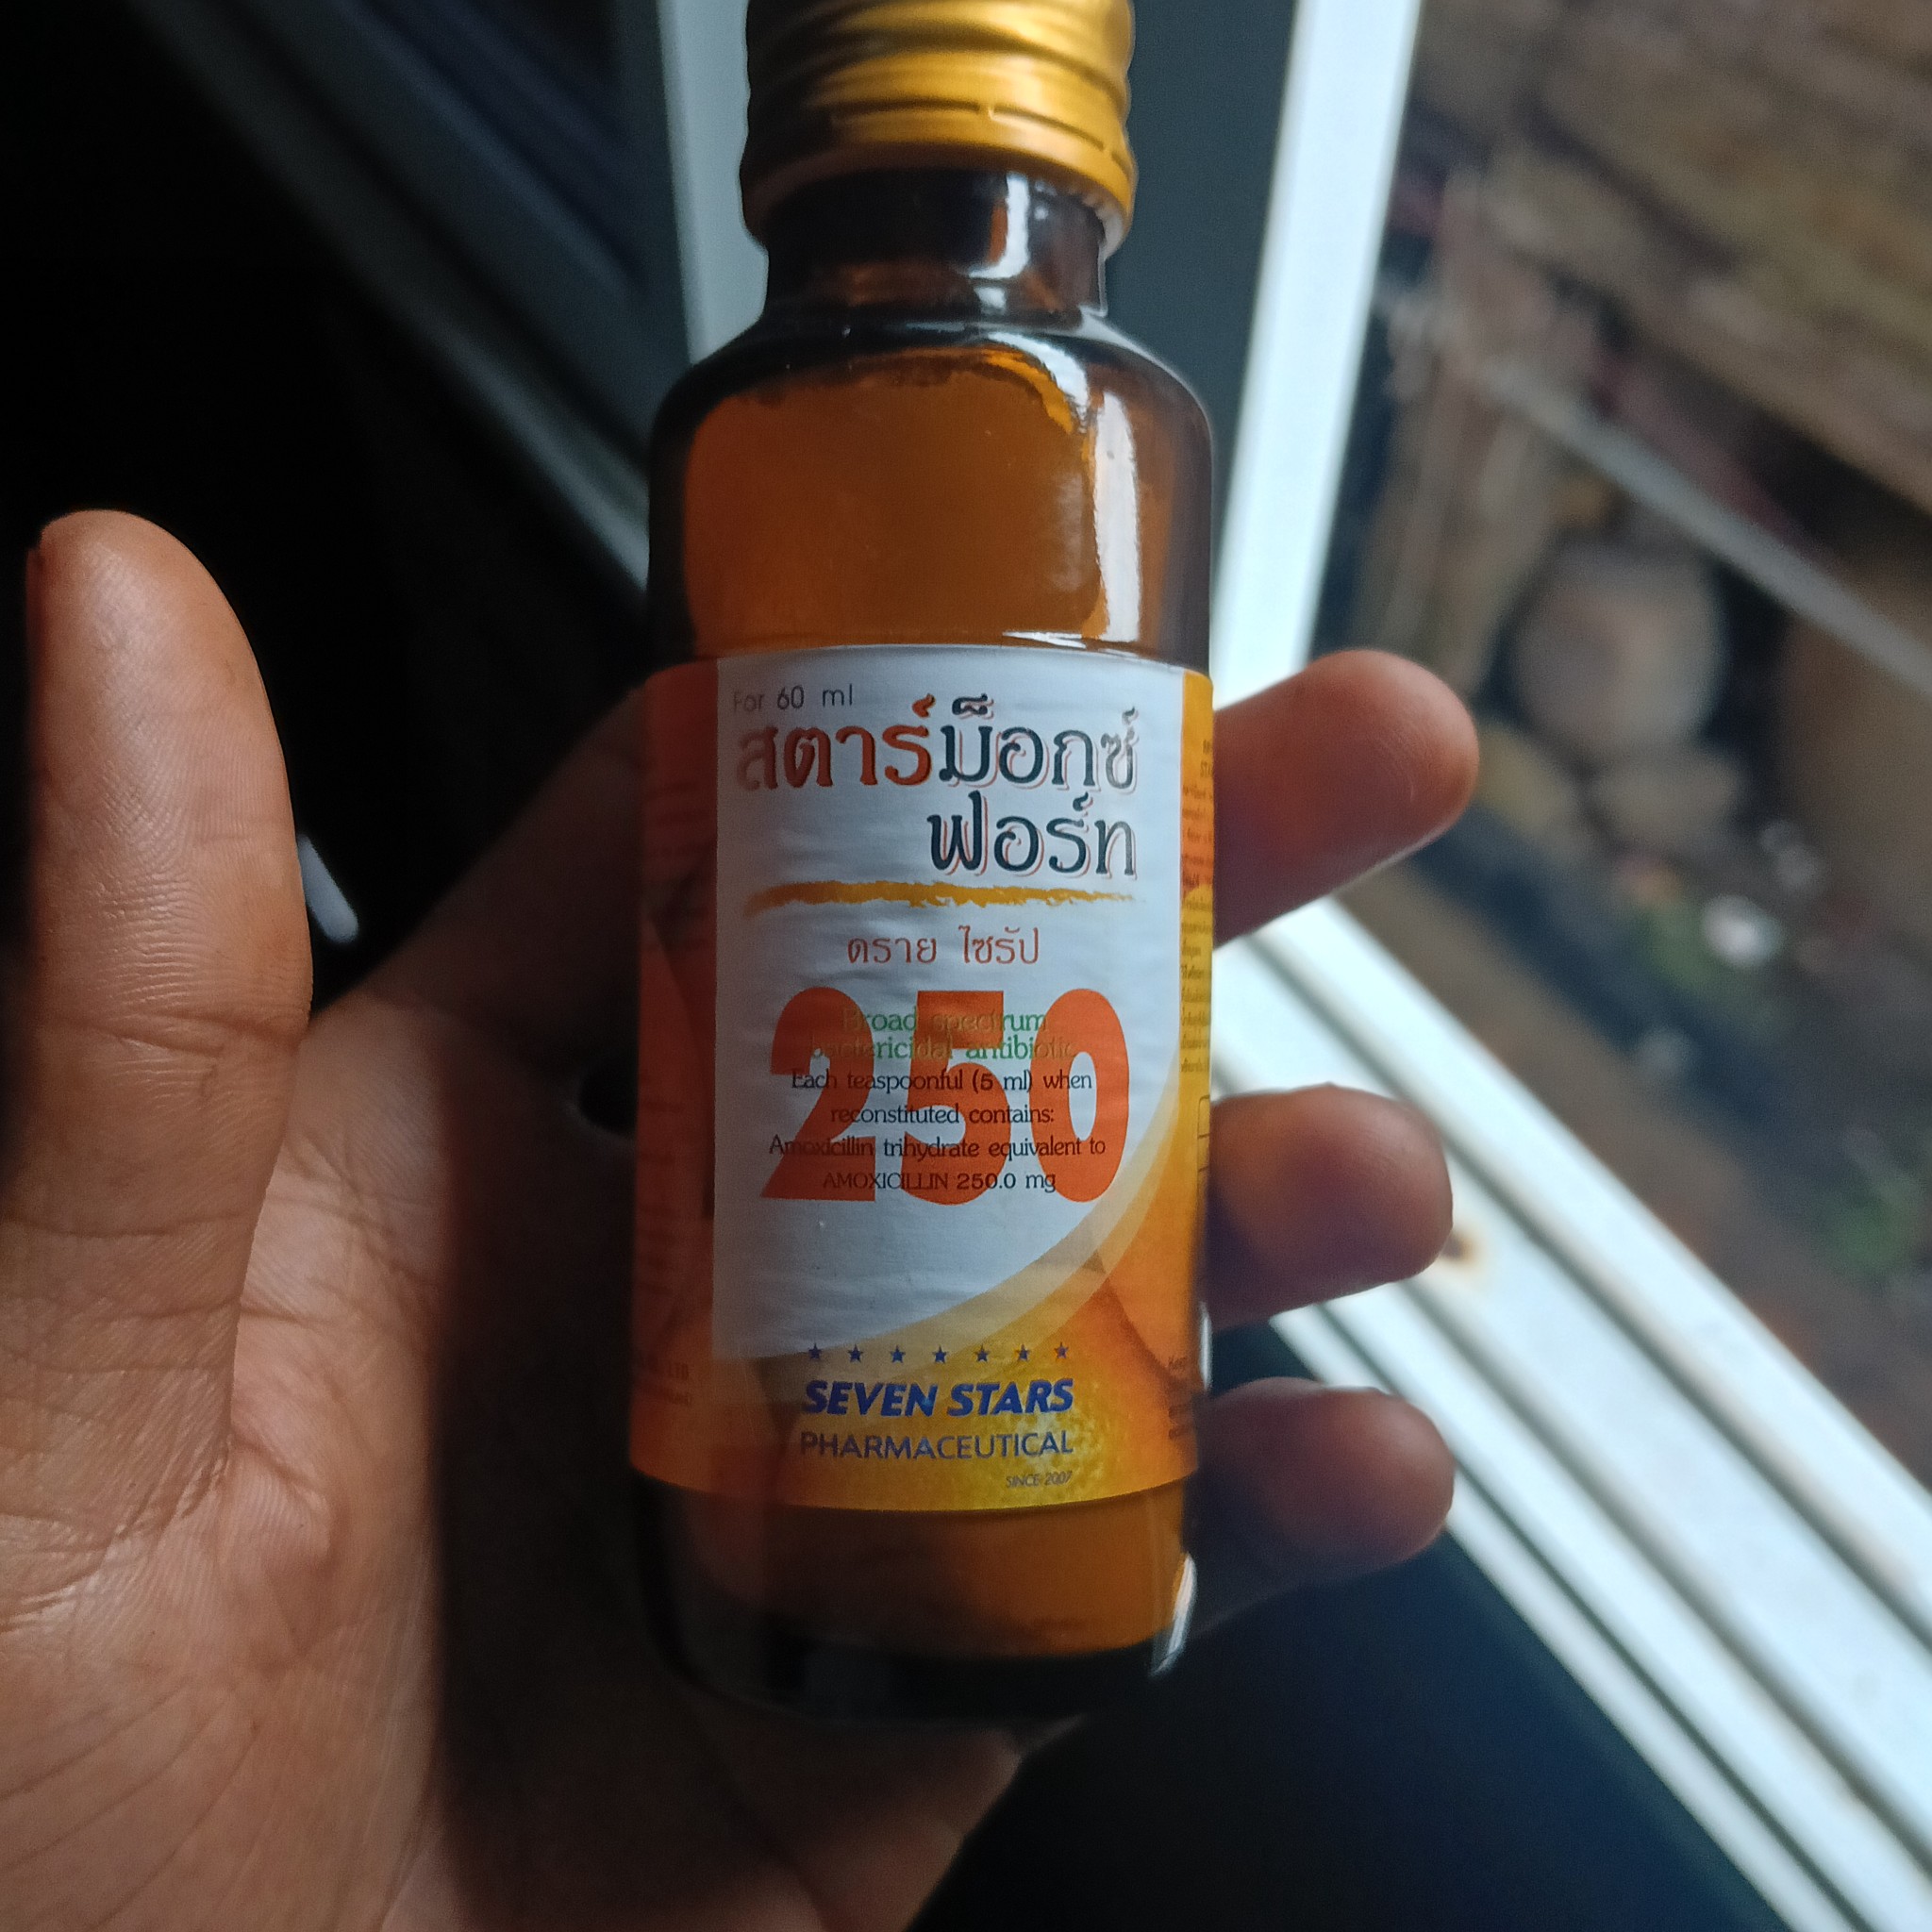 For 60 ml
สตาร์ม็อกซ์
ฟอร์ท
ดราย ไซรัป
250
Broad spectrum
bactericidal antibiotic
Each teaspoonful (5 ml) when
reconstituted contains:
Amoxicillin trihydrate equivalent to
AMOXICILLIN 250.0 mg
SEVEN STARS
PHARMACEUTICAL
SINCE 2007